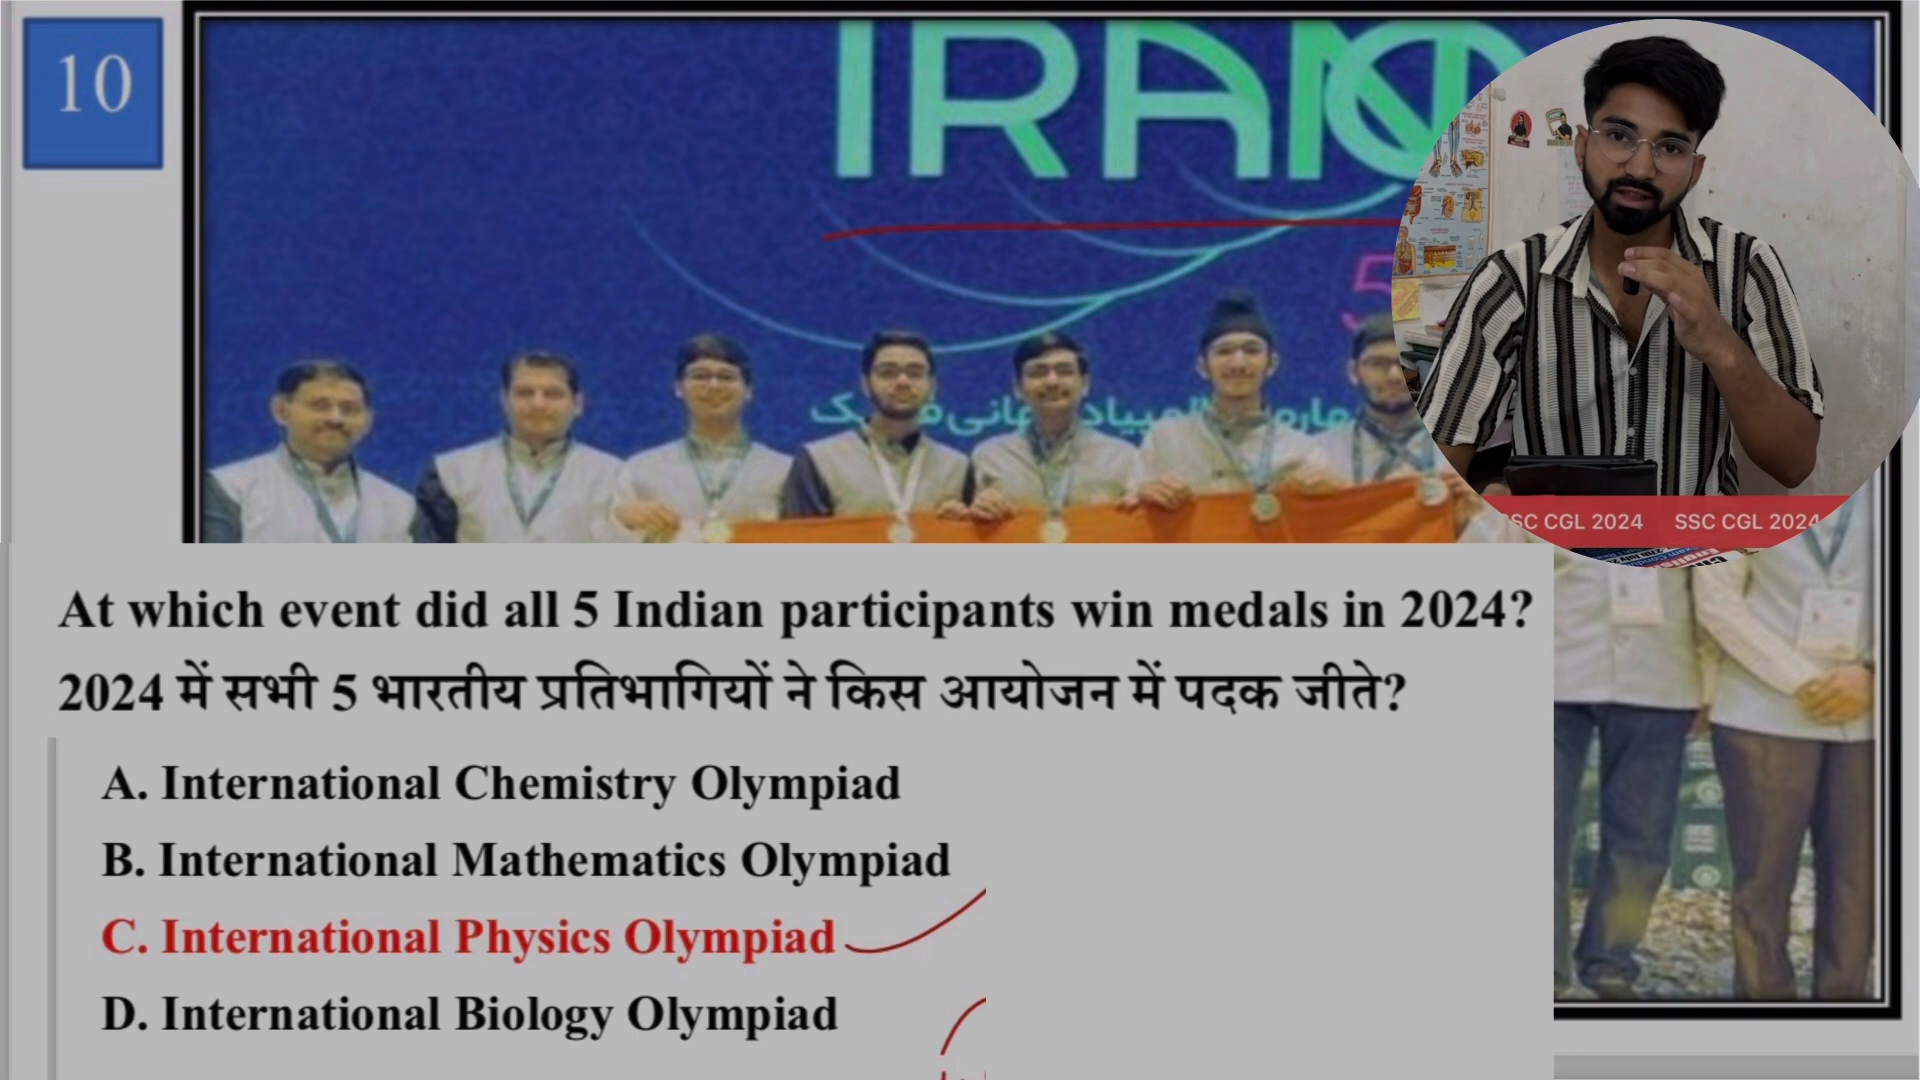 10
IRAN
5
At which event did all 5 Indian participants win medals in 2024?
2024 में सभी 5 भारतीय प्रतिभागियों ने किस आयोजन में पदक जीते?
A. International Chemistry Olympiad
B. International Mathematics Olympiad
C. International Physics Olympiad
D. International Biology Olympiad
SSC CGL 2024 SSC CGL 2024